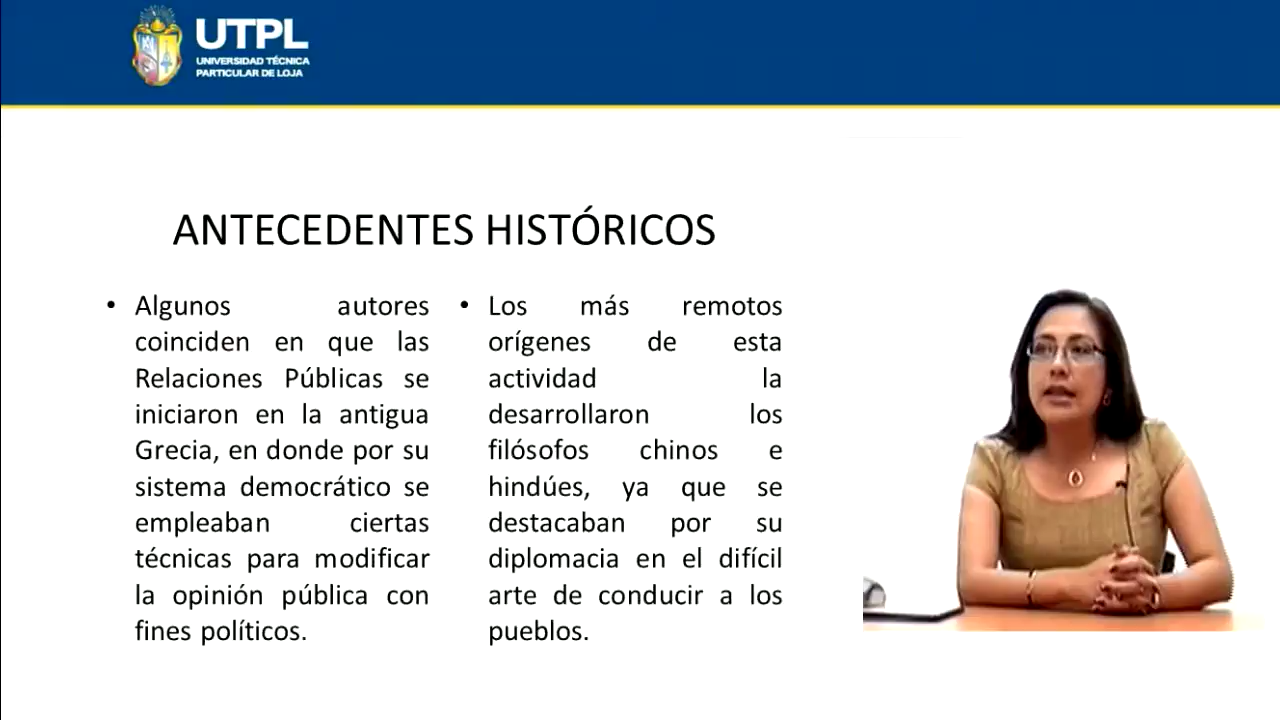 UTPL
UNIVERSIDAD TÉCNICA
PARTICULAR DE LOJA
ANTECEDENTES HISTÓRICOS
• Algunos autores
coinciden en que las
Relaciones Públicas se
iniciaron en la antigua
Grecia, en donde por su
sistema democrático se
empleaban ciertas
técnicas para modificar
la opinión pública con
fines políticos.
• Los más remotos
orígenes de esta
actividad la
desarrollaron los
filósofos chinos e
hindúes, ya que se
destacaban por su
diplomacia en el difícil
arte de conducir a los
pueblos.